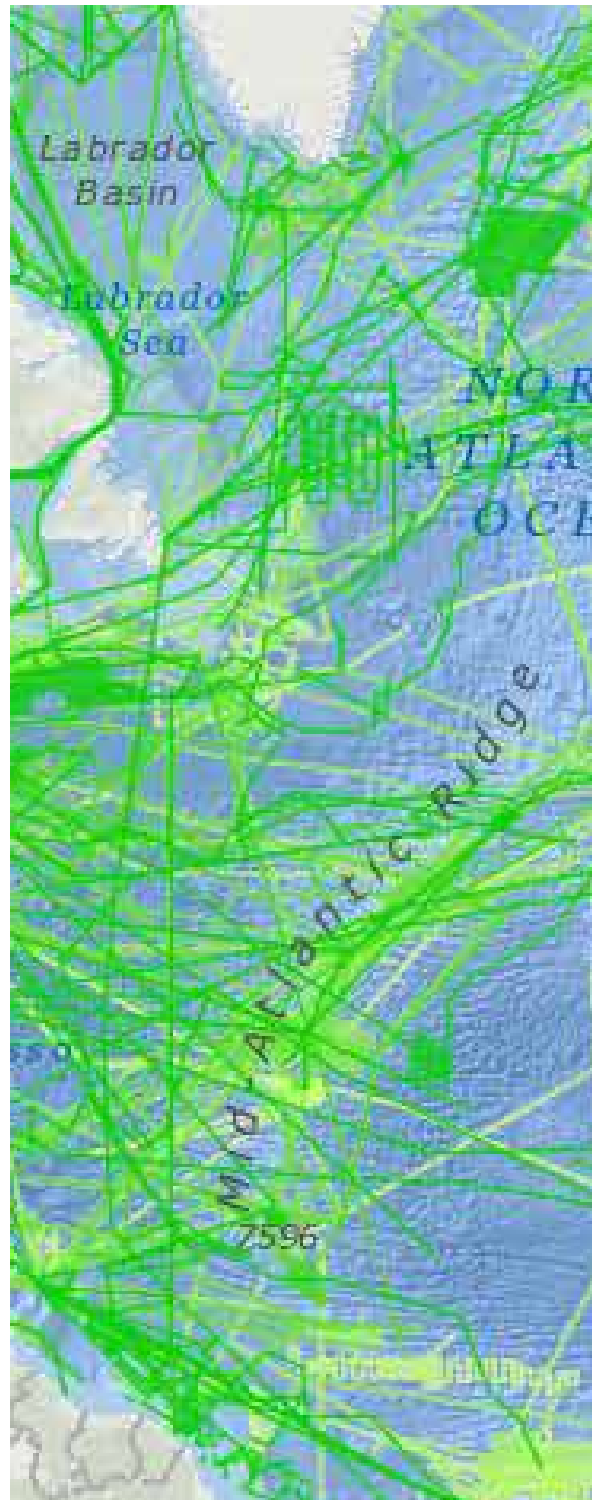 Labrador
Basin
Labrador
Sea
NOR
ATLA
OCE
Mid-Atlantic Ridge
7596